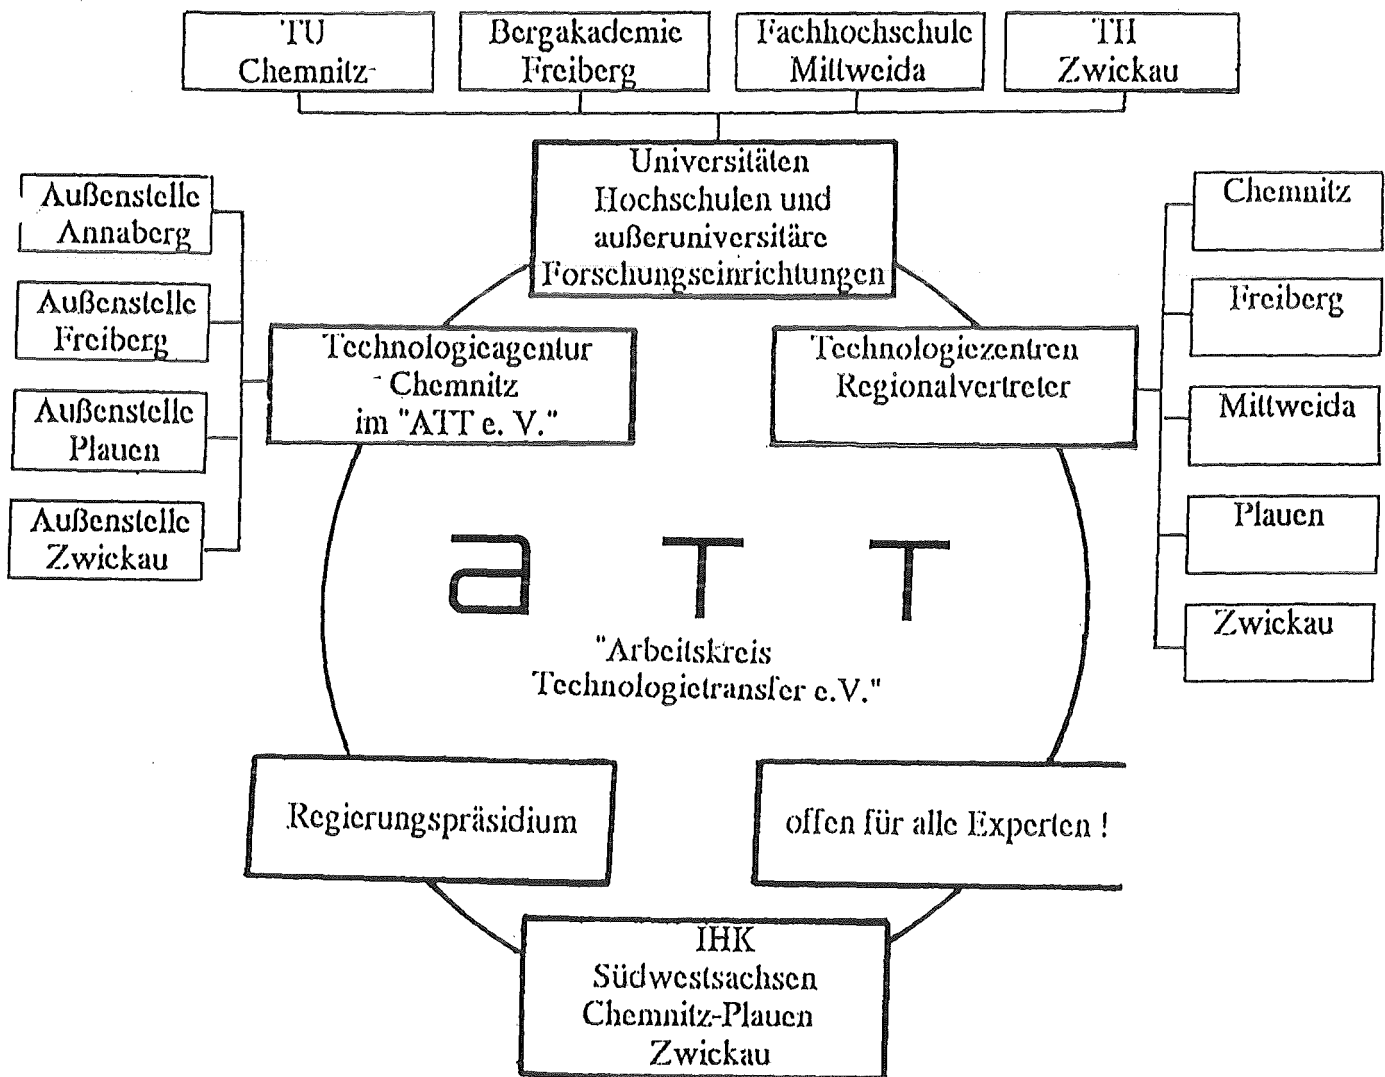 TU
Chemnitz
Bergakademie
Freiberg
Fachhochschule
Mittweida
TH
Zwickau
Universitäten
Hochschulen und
außeruniversitäre
Forschungseinrichtungen
Außenstelle
Annaberg
Außenstelle
Freiberg
Außenstelle
Plauen
Außenstelle
Zwickau
Technologieagentur
Chemnitz
im "ATT e. V."
Technologiezentren
Regionalvertreter
Chemnitz
Freiberg
Mittweida
Plauen
Zwickau
a T T
"Arbeitskreis
Technologietransfer e.V."
Regierungspräsidium
offen für alle Experten !
IHK
Südwestsachsen
Chemnitz-Plauen
Zwickau